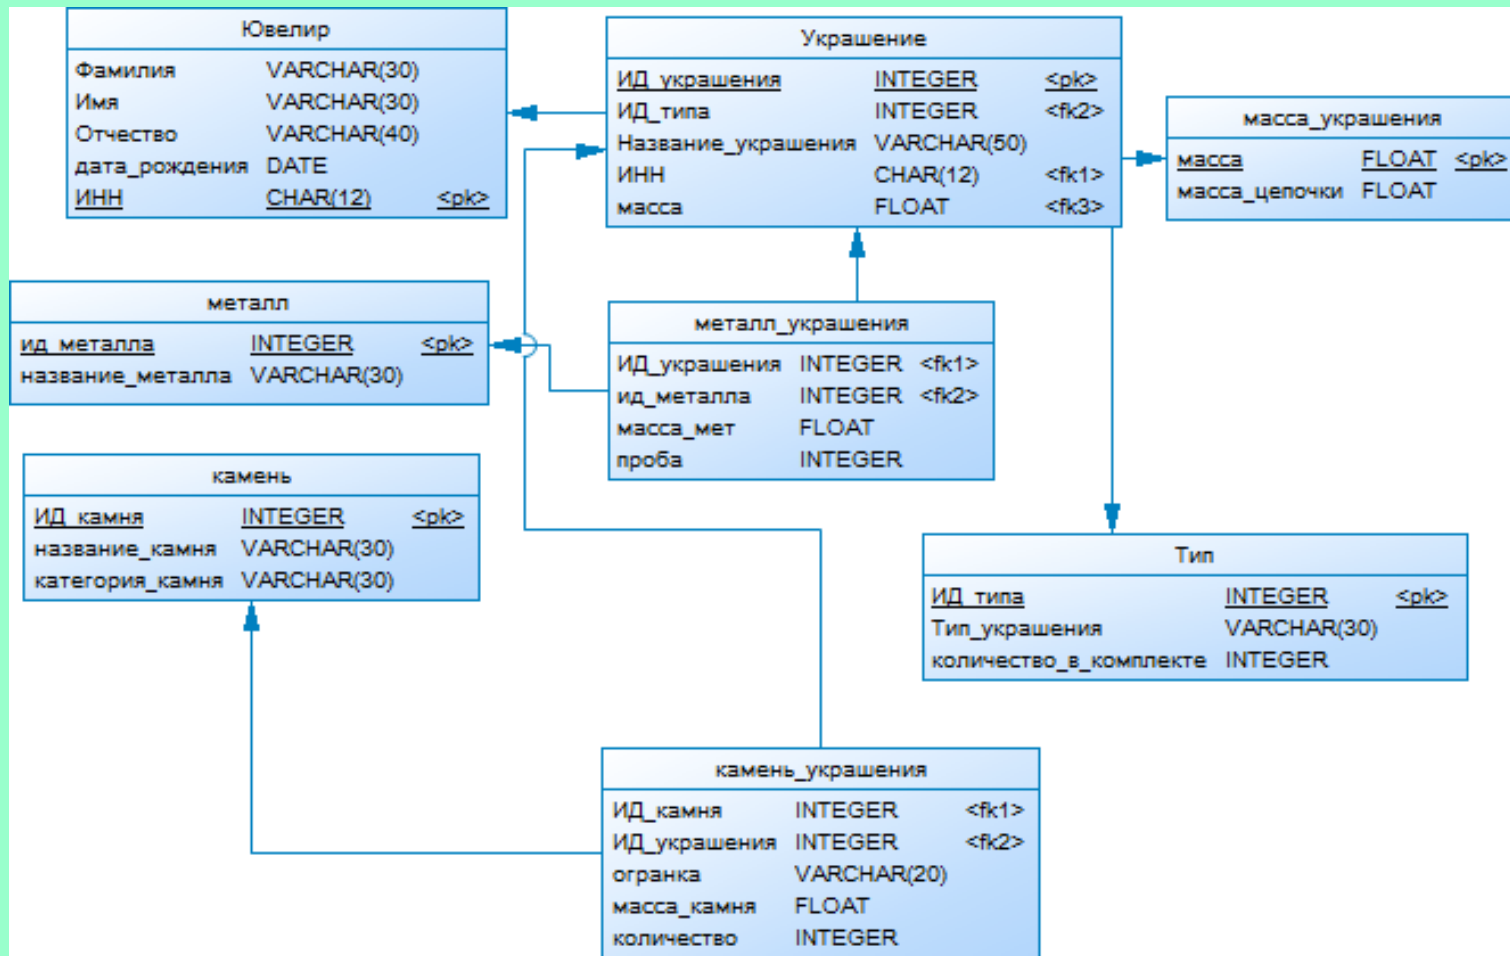 Ювелир
Фамилия VARCHAR(30)
Имя VARCHAR(30)
Отчество VARCHAR(40)
дата_рождения DATE
ИНН CHAR(12) <pk>
Украшение
ИД_украшения INTEGER <pk>
ИД_типа INTEGER <fk2>
Название_украшения VARCHAR(50)
ИНН CHAR(12) <fk1>
масса FLOAT <fk3>
масса_украшения
масса FLOAT <pk>
масса_цепочки FLOAT
металл
ид_металла INTEGER <pk>
название_металла VARCHAR(30)
металл_украшения
ИД_украшения INTEGER <fk1>
ид_металла INTEGER <fk2>
масса_мет FLOAT
проба INTEGER
камень
ИД_камня INTEGER <pk>
название_камня VARCHAR(30)
категория_камня VARCHAR(30)
Тип
ИД_типа INTEGER <pk>
Тип_украшения VARCHAR(30)
количество_в_комплекте INTEGER
камень_украшения
ИД_камня INTEGER <fk1>
ИД_украшения INTEGER <fk2>
огранка VARCHAR(20)
масса_камня FLOAT
количество INTEGER